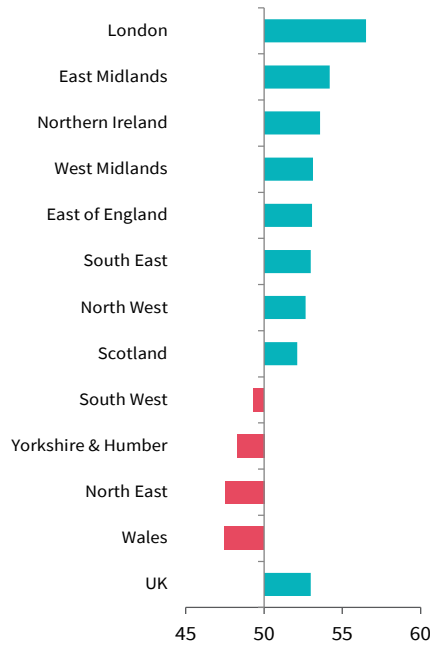 London
East Midlands
Northern Ireland
West Midlands
East of England
South East
North West
Scotland
South West
Yorkshire & Humber
North East
Wales
UK
45 50 55 60